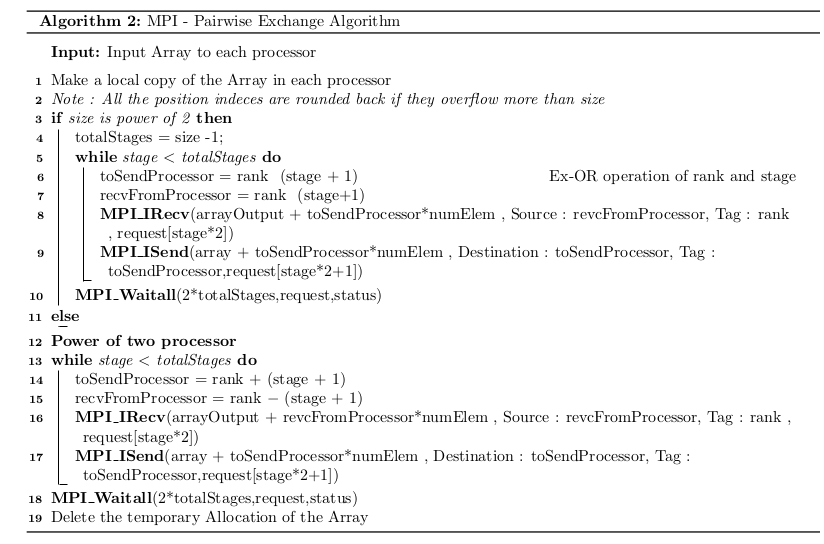 Algorithm 2: MPI - Pairwise Exchange Algorithm
Input: Input Array to each processor
1 Make a local copy of the Array in each processor
2 Note : All the position indeces are rounded back if they overflow more than size
3 if size is power of 2 then
4 totalStages = size -1;
5 while stage < totalStages do
6 toSendProcessor = rank (stage + 1) Ex-OR operation of rank and stage
7 recvFromProcessor = rank (stage+1)
8 MPI_IRecv(arrayOutput + toSendProcessor*numElem , Source : revcFromProcessor, Tag : rank
, request[stage*2])
9 MPI_ISend(array + toSendProcessor*numElem , Destination : toSendProcessor, Tag :
toSendProcessor,request[stage*2+1])
10 MPI_Waitall(2*totalStages,request,status)
11 else
12 Power of two processor
13 while stage < totalStages do
14 toSendProcessor = rank + (stage + 1)
15 recvFromProcessor = rank − (stage + 1)
16 MPI_IRecv(arrayOutput + revcFromProcessor*numElem , Source : revcFromProcessor, Tag : rank ,
request[stage*2])
17 MPI_ISend(array + toSendProcessor*numElem , Destination : toSendProcessor, Tag :
toSendProcessor,request[stage*2+1])
18 MPI_Waitall(2*totalStages,request,status)
19 Delete the temporary Allocation of the Array